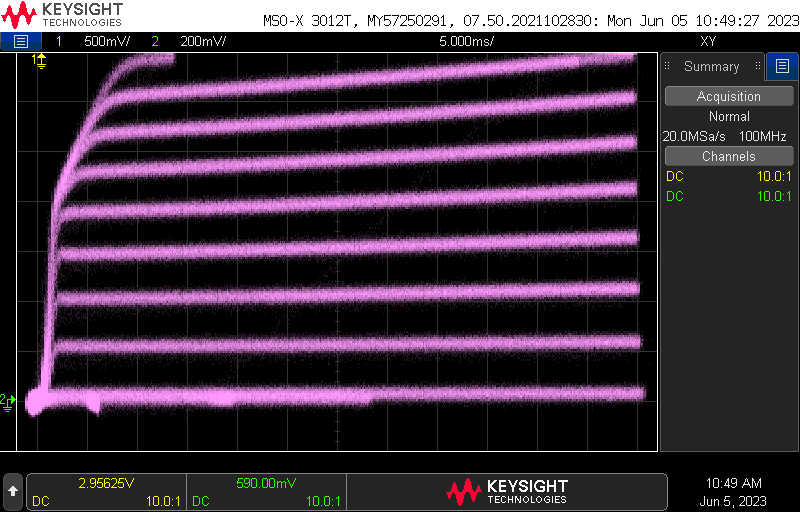 KEYSIGHT
TECHNOLOGIES
MSO-X 3012T, MY57250291, 07.50.2021102830: Mon Jun 05 10:49:27 2023
1 500mV/ 2 200mV/ 5.000ms/ XY
1
Summary
Acquisition
Normal
20.0MSa/s 100MHz
Channels
DC 10.0:1
DC 10.0:1
2
2.95625V
DC 10.0:1
590.00mV
DC 10.0:1
KEYSIGHT
TECHNOLOGIES
10:49 AM
Jun 5, 2023